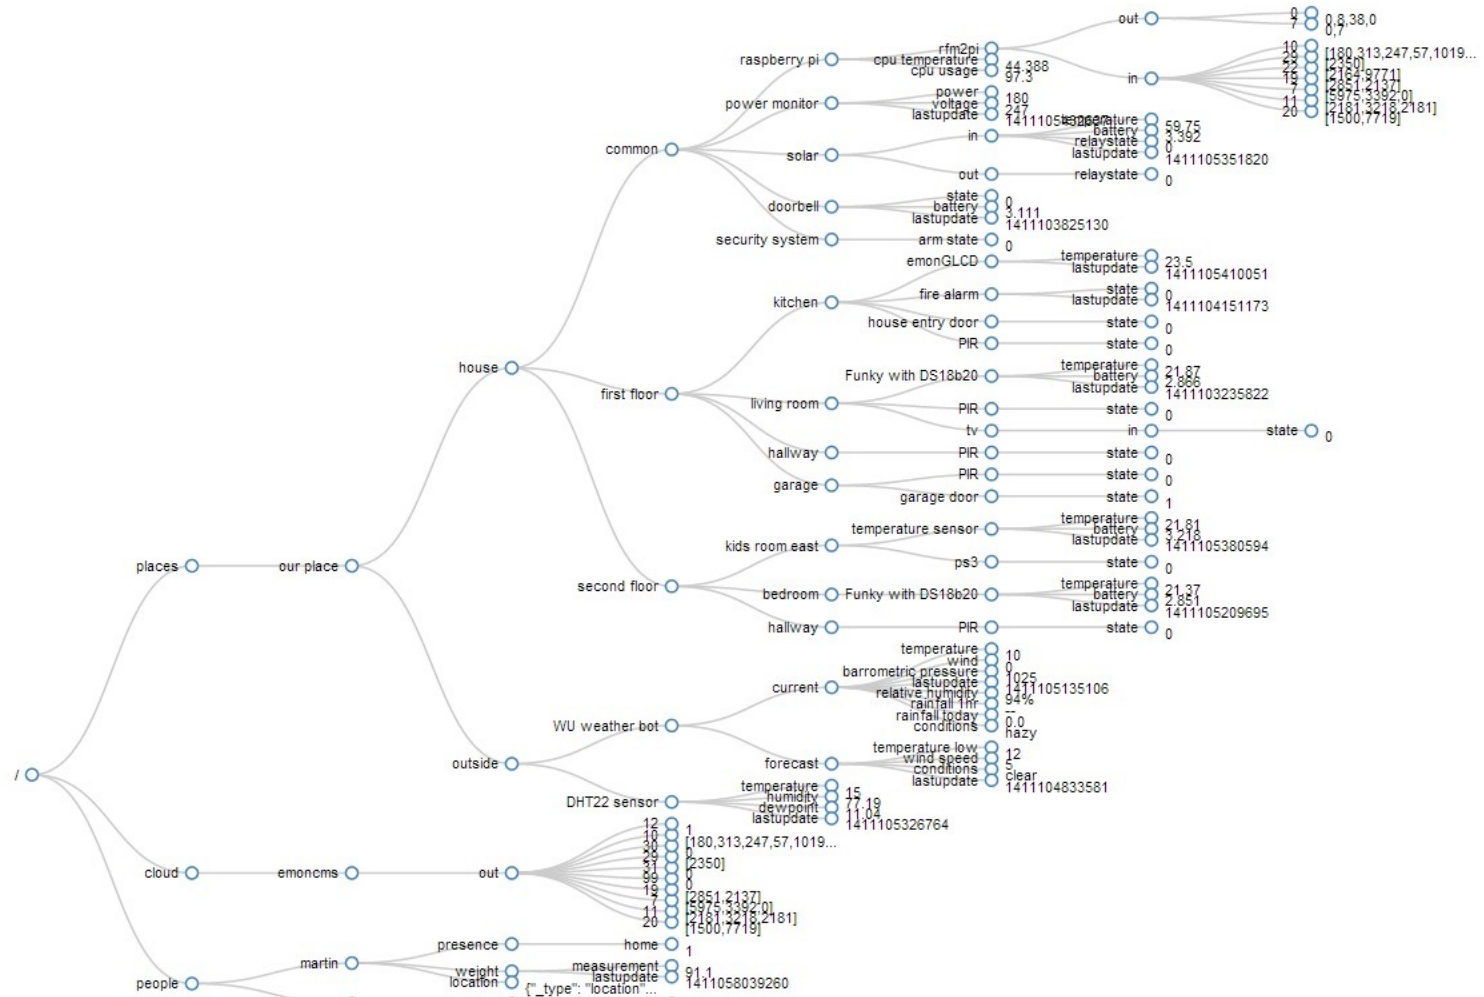 out
0
0,8,38,0
7
0,7
rfm2pi
10
[180,313,247,57,1019...
raspberry pi
cpu temperature
44.388
29
[2350]
cpu usage
97.3
22
[2164,9771]
in
19
[2851,2137]
power
180
7
[5975,3392,0]
power monitor
voltage
247
11
[2181,3218,2181]
lastupdate
20
[1500,7719]
temperature
59.75
battery
3.392
in
relaystate
0
common
lastupdate
1411105351820
solar
out
relaystate
0
state
0
doorbell
battery
3.111
lastupdate
1411103825130
security system
arm state
0
emonGLCD
temperature
23.5
lastupdate
1411105410051
kitchen
fire alarm
state
0
lastupdate
1411104151173
house entry door
state
0
PIR
state
0
house
temperature
21.87
Funky with DS18b20
battery
2.866
lastupdate
1411103235822
first floor
living room
PIR
state
0
tv
in
state
0
hallway
PIR
state
0
PIR
state
0
garage
garage door
state
1
temperature
21.81
temperature sensor
battery
3.218
lastupdate
1411105380594
kids room east
ps3
state
0
places
our place
second floor
temperature
21.37
bedroom
Funky with DS18b20
battery
2.851
lastupdate
1411105209695
hallway
PIR
state
0
temperature
10
wind
0
barrometric pressure
1025
current
lastupdate
1411105135106
relative humidity
94%
rainfall 1hr
--
rainfall today
0.0
WU weather bot
conditions
hazy
temperature low
12
wind speed
5
outside
forecast
conditions
clear
/
lastupdate
1411104833581
temperature
15
humidity
77.19
DHT22 sensor
dewpoint
11.04
lastupdate
1411105326764
12
1
10
[180,313,247,57,1019...
30
0
29
[2350]
31
0
cloud
emoncms
out
99
0
19
[2851,2137]
7
[5975,3392,0]
11
[2181,3218,2181]
20
[1500,7719]
presence
home
1
martin
measurement
91.1
weight
lastupdate
1411058039260
people
location
{"_type": "location"...